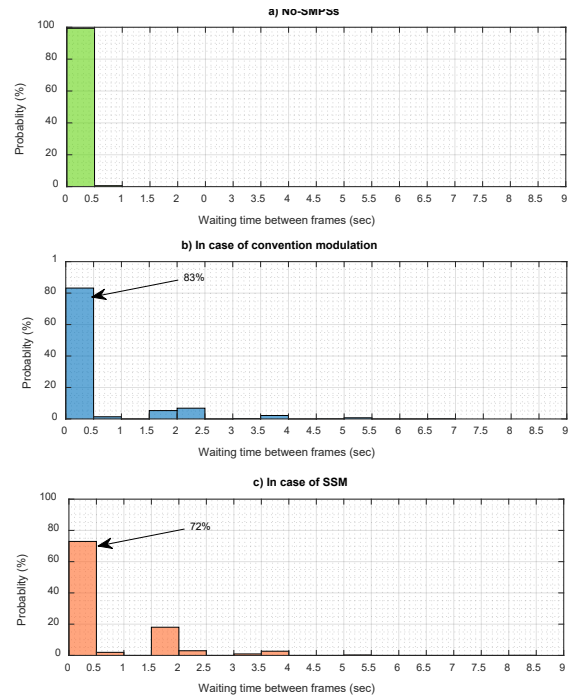 a) No-SMPSs
100
80
60
40
20
0
Probablity (%)
0 0.5 1 1.5 2 0 3 3.5 4 4.5 5 5.5 6 6.5 7 7.5 8 8.5 9
Waiting time between frames (sec)
b) In case of convention modulation
1
80
60
40
20
0
Probablity (%)
83%
0 0.5 1 1.5 2 2.5 3 3.5 4 4.5 5 5.5 6 6.5 7 7.5 8 8.5 9
Waiting time between frames (sec)
c) In case of SSM
100
80
60
40
20
0
Probablity (%)
72%
0 0.5 1 1.5 2 2.5 3 3.5 4 4.5 5 5.5 6 6.5 7 7.5 8 8.5 9
Waiting time between frames (sec)